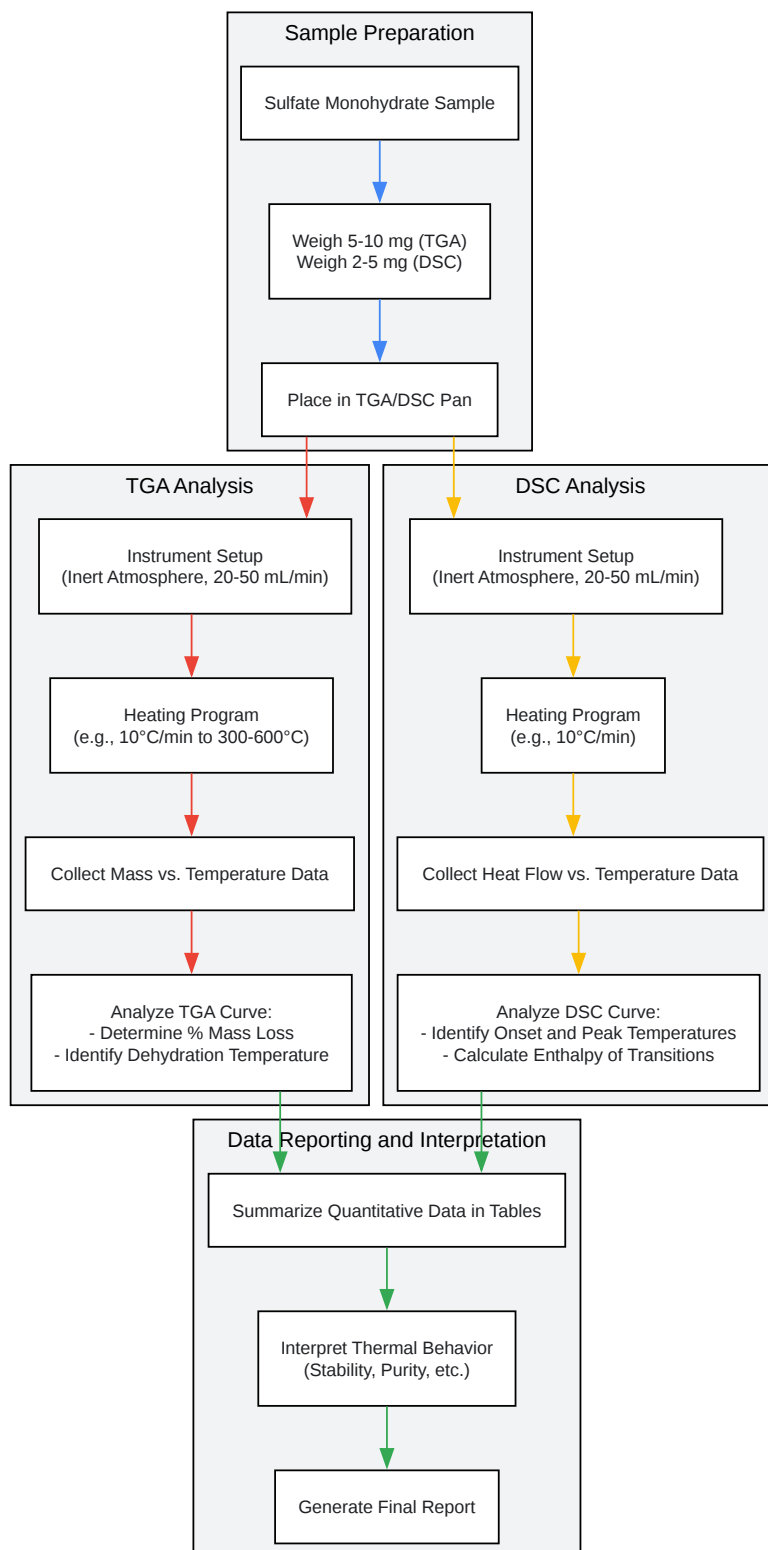 Sample Preparation
Sulfate Monohydrate Sample
Weigh 5-10 mg (TGA)
Weigh 2-5 mg (DSC)
Place in TGA/DSC Pan
TGA Analysis
Instrument Setup
(Inert Atmosphere, 20-50 mL/min)
Heating Program
(e.g., 10°C/min to 300-600°C)
Collect Mass vs. Temperature Data
Analyze TGA Curve:
- Determine % Mass Loss
- Identify Dehydration Temperature
DSC Analysis
Instrument Setup
(Inert Atmosphere, 20-50 mL/min)
Heating Program
(e.g., 10°C/min)
Collect Heat Flow vs. Temperature Data
Analyze DSC Curve:
- Identify Onset and Peak Temperatures
- Calculate Enthalpy of Transitions
Data Reporting and Interpretation
Summarize Quantitative Data in Tables
Interpret Thermal Behavior
(Stability, Purity, etc.)
Generate Final Report